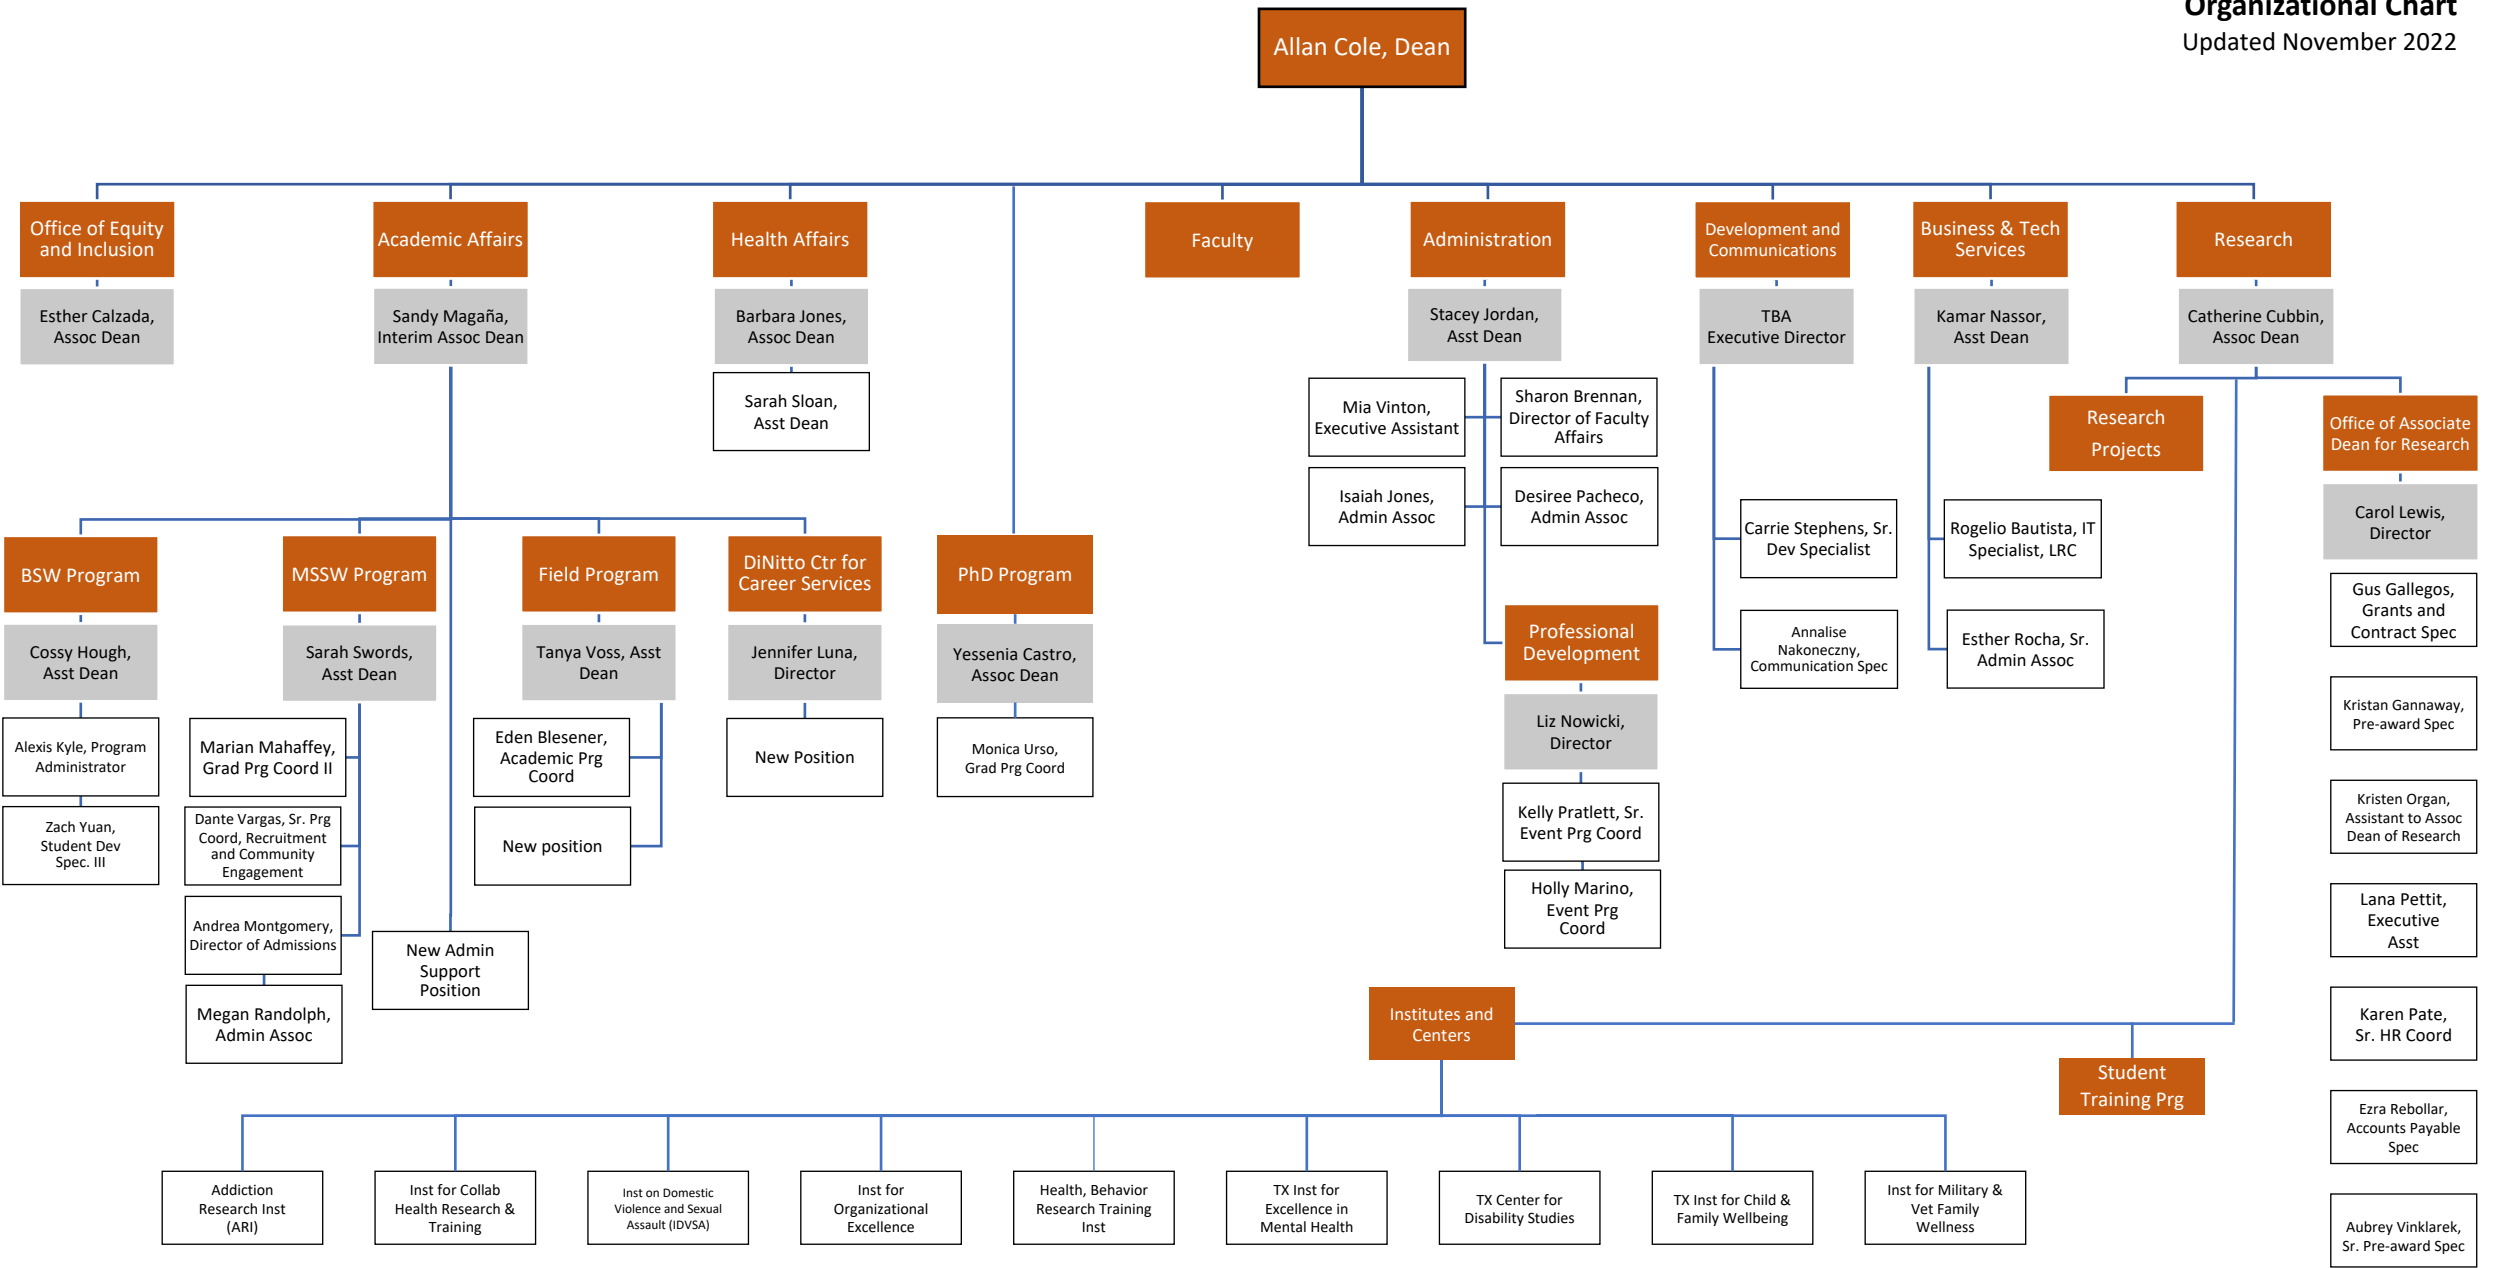 Organizational Chart
Updated November 2022
Allan Cole, Dean
Office of Equity
and Inclusion
Esther Calzada,
Assoc Dean
Academic Affairs
Sandy Magaña,
Interim Assoc Dean
Health Affairs
Barbara Jones,
Assoc Dean
Sarah Sloan,
Asst Dean
Faculty
Administration
Stacey Jordan,
Asst Dean
Mia Vinton,
Executive Assistant
Sharon Brennan,
Director of Faculty
Affairs
Isaiah Jones,
Admin Assoc
Desiree Pacheco,
Admin Assoc
Development and
Communications
TBA
Executive Director
Carrie Stephens, Sr.
Dev Specialist
Annalise
Nakoneczny,
Communication Spec
Business & Tech
Services
Kamar Nassor,
Asst Dean
Rogelio Bautista, IT
Specialist, LRC
Esther Rocha, Sr.
Admin Assoc
Research
Catherine Cubbin,
Assoc Dean
Research
Projects
Office of Associate
Dean for Research
Carol Lewis,
Director
Gus Gallegos,
Grants and
Contract Spec
Kristan Gannaway,
Pre-award Spec
Kristen Organ,
Assistant to Assoc
Dean of Research
Lana Pettit,
Executive
Asst
Karen Pate,
Sr. HR Coord
Ezra Rebollar,
Accounts Payable
Spec
Aubrey Vinklarek,
Sr. Pre-award Spec
BSW Program
Cossy Hough,
Asst Dean
Alexis Kyle, Program
Administrator
Zach Yuan,
Student Dev
Spec. III
MSSW Program
Sarah Swords,
Asst Dean
Marian Mahaffey,
Grad Prg Coord II
Dante Vargas, Sr. Prg
Coord, Recruitment
and Community
Engagement
Andrea Montgomery,
Director of Admissions
Megan Randolph,
Admin Assoc
New Admin
Support
Position
Field Program
Tanya Voss, Asst
Dean
Eden Blesener,
Academic Prg
Coord
New position
DiNitto Ctr for
Career Services
Jennifer Luna,
Director
New Position
PhD Program
Yessenia Castro,
Assoc Dean
Monica Urso,
Grad Prg Coord
Professional
Development
Liz Nowicki,
Director
Kelly Pratlett, Sr.
Event Prg Coord
Holly Marino,
Event Prg
Coord
Institutes and
Centers
Student
Training Prg
Addiction
Research Inst
(ARI)
Inst for Collab
Health Research &
Training
Inst on Domestic
Violence and Sexual
Assault (IDVSA)
Inst for
Organizational
Excellence
Health, Behavior
Research Training
Inst
TX Inst for
Excellence in
Mental Health
TX Center for
Disability Studies
TX Inst for Child &
Family Wellbeing
Inst for Military &
Vet Family
Wellness